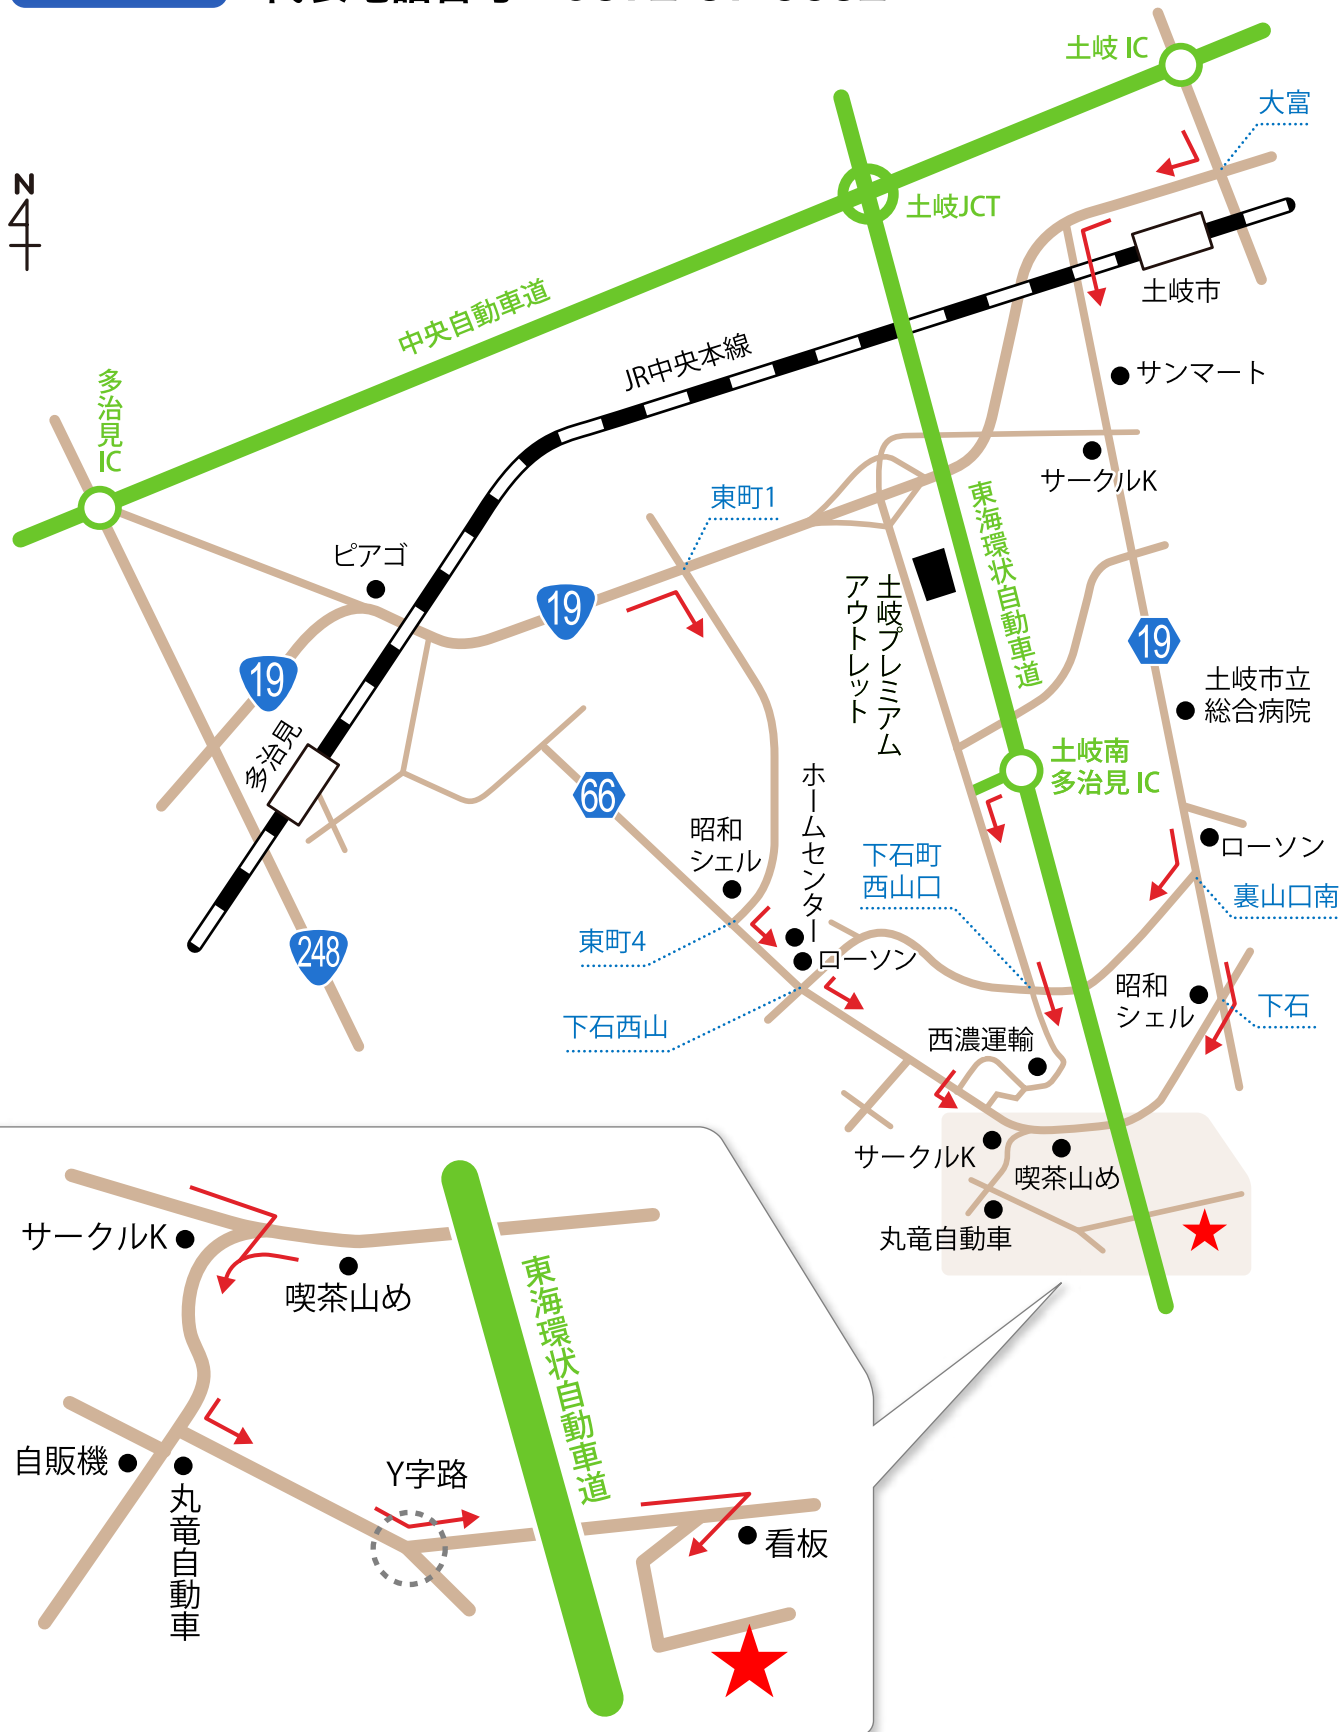 土岐 IC
大富
N
土岐JCT
土岐市
中央自動車道
JR中央本線
サンマート
多治見
IC
サークルK
東町1
東海環状自動車道
ピアゴ
19
土岐プレミアム
アウトレット
19
19
土岐市立
総合病院
多治見
土岐南
多治見 IC
66
ホームセンター
昭和
シェル
下石町
西山口
ローソン
裏山口南
248
東町4
ローソン
昭和
シェル
下石
下石西山
西濃運輸
サークルK
喫茶山め
丸竜自動車
サークルK
喫茶山め
東海環状自動車道
自販機
丸竜自動車
Y字路
看板